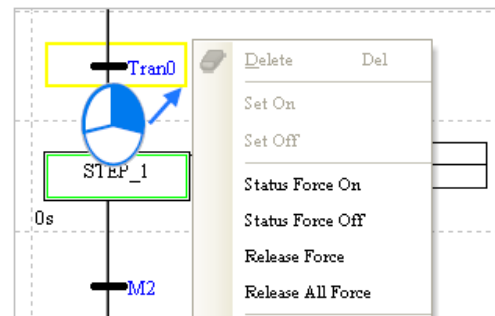 Tran0
Delete Del
Set On
Set Off
STEP_1
Status Force On
0s
Status Force Off
Release Force
M2
Release All Force